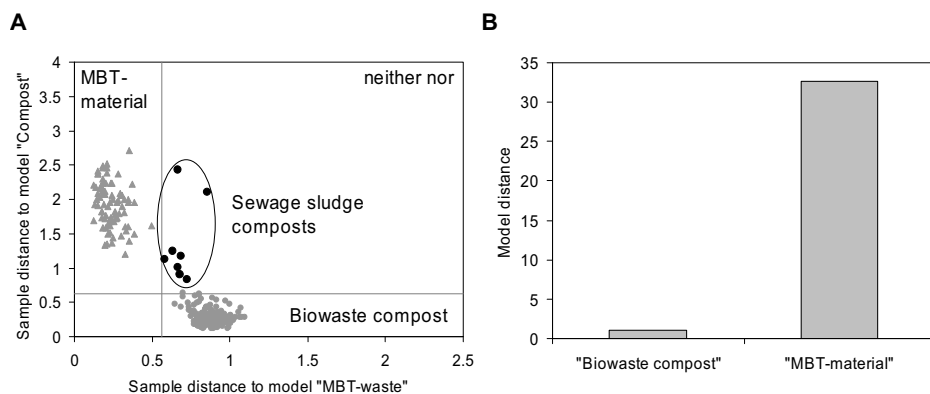 A
B
4
3.5
3
2.5
2
1.5
1
0.5
0
Sample distance to model "Compost"
MBT-
material
neither nor
Sewage sludge
composts
Biowaste compost
0 0.5 1 1.5 2 2.5
Sample distance to model "MBT-waste"
35
30
25
20
15
10
5
0
Model distance
"Biowaste compost" "MBT-material"